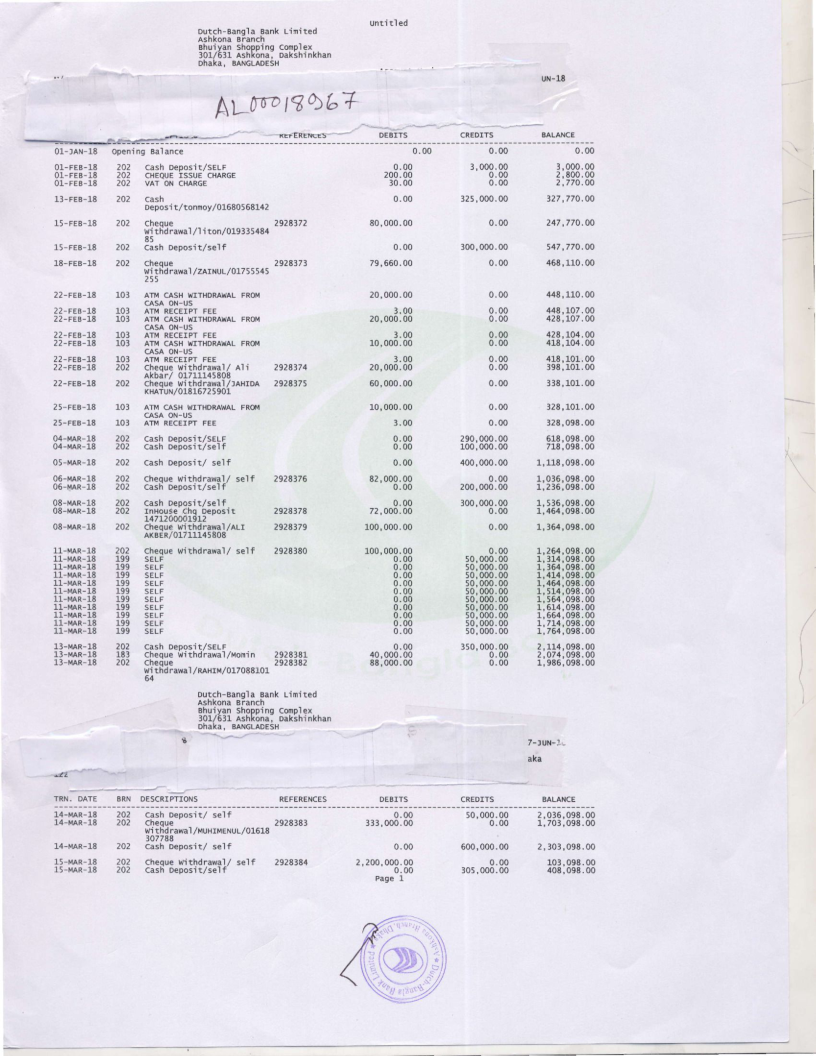 Untitled
Dutch-Bangla Bank Limited
Ashkona Branch
Bhuiyan Shopping Complex
301/631 Ashkona, Dakshinkhan
Dhaka, BANGLADESH
UN-18
AL00018967
REFERENCES DEBITS CREDITS BALANCE
01-JAN-18 Opening Balance 0.00 0.00 0.00
01-FEB-18 202 Cash Deposit/SELF 0.00 3,000.00 3,000.00
01-FEB-18 202 CHEQUE ISSUE CHARGE 200.00 0.00 2,800.00
01-FEB-18 202 VAT ON CHARGE 30.00 0.00 2,770.00
13-FEB-18 202 Cash 0.00 325,000.00 327,770.00
Deposit/tonmoy/01680568142
15-FEB-18 202 Cheque 2928372 80,000.00 0.00 247,770.00
Withdrawal/liton/019335484
85
15-FEB-18 202 Cash Deposit/self 0.00 300,000.00 547,770.00
18-FEB-18 202 Cheque 2928373 79,660.00 0.00 468,110.00
Withdrawal/ZAINUL/01755545
255
22-FEB-18 103 ATM CASH WITHDRAWAL FROM 20,000.00 0.00 448,110.00
CASA ON-US
22-FEB-18 103 ATM RECEIPT FEE 3.00 0.00 448,107.00
22-FEB-18 103 ATM CASH WITHDRAWAL FROM 20,000.00 0.00 428,107.00
CASA ON-US
22-FEB-18 103 ATM RECEIPT FEE 3.00 0.00 428,104.00
22-FEB-18 103 ATM CASH WITHDRAWAL FROM 10,000.00 0.00 418,104.00
CASA ON-US
22-FEB-18 103 ATM RECEIPT FEE 3.00 0.00 418,101.00
22-FEB-18 202 Cheque Withdrawal/ Ali 2928374 20,000.00 0.00 398,101.00
Akbar/ 01711145808
22-FEB-18 202 Cheque Withdrawal/JAHIDA 2928375 60,000.00 0.00 338,101.00
KHATUN/01816725901
25-FEB-18 103 ATM CASH WITHDRAWAL FROM 10,000.00 0.00 328,101.00
CASA ON-US
25-FEB-18 103 ATM RECEIPT FEE 3.00 0.00 328,098.00
04-MAR-18 202 Cash Deposit/SELF 0.00 290,000.00 618,098.00
04-MAR-18 202 Cash Deposit/self 0.00 100,000.00 718,098.00
05-MAR-18 202 Cash Deposit/ self 0.00 400,000.00 1,118,098.00
06-MAR-18 202 Cheque Withdrawal/ self 2928376 82,000.00 0.00 1,036,098.00
06-MAR-18 202 Cash Deposit/self 0.00 200,000.00 1,236,098.00
08-MAR-18 202 Cash Deposit/self 0.00 300,000.00 1,536,098.00
08-MAR-18 202 InHouse Chq Deposit 2928378 72,000.00 0.00 1,464,098.00
1471200001912
08-MAR-18 202 Cheque Withdrawal/ALI 2928379 100,000.00 0.00 1,364,098.00
AKBER/01711145808
11-MAR-18 202 Cheque Withdrawal/ self 2928380 100,000.00 0.00 1,264,098.00
11-MAR-18 199 SELF 0.00 50,000.00 1,314,098.00
11-MAR-18 199 SELF 0.00 50,000.00 1,364,098.00
11-MAR-18 199 SELF 0.00 50,000.00 1,414,098.00
11-MAR-18 199 SELF 0.00 50,000.00 1,464,098.00
11-MAR-18 199 SELF 0.00 50,000.00 1,514,098.00
11-MAR-18 199 SELF 0.00 50,000.00 1,564,098.00
11-MAR-18 199 SELF 0.00 50,000.00 1,614,098.00
11-MAR-18 199 SELF 0.00 50,000.00 1,664,098.00
11-MAR-18 199 SELF 0.00 50,000.00 1,714,098.00
11-MAR-18 199 SELF 0.00 50,000.00 1,764,098.00
13-MAR-18 202 Cash Deposit/SELF 0.00 350,000.00 2,114,098.00
13-MAR-18 183 Cheque Withdrawal/Momin 2928381 40,000.00 0.00 2,074,098.00
13-MAR-18 202 Cheque 2928382 88,000.00 0.00 1,986,098.00
Withdrawal/RAHIM/017088101
64
Dutch-Bangla Bank Limited
Ashkona Branch
Bhuiyan Shopping Complex
301/631 Ashkona, Dakshinkhan
Dhaka, BANGLADESH
7-JUN-
aka
TRN. DATE BRN DESCRIPTIONS REFERENCES DEBITS CREDITS BALANCE
14-MAR-18 202 Cash Deposit/ self 0.00 50,000.00 2,036,098.00
14-MAR-18 202 Cheque 2928383 333,000.00 0.00 1,703,098.00
Withdrawal/MUHIMENUL/01618
307788
14-MAR-18 202 Cash Deposit/ self 0.00 600,000.00 2,303,098.00
15-MAR-18 202 Cheque Withdrawal/ self 2928384 2,200,000.00 0.00 103,098.00
15-MAR-18 202 Cash Deposit/self 0.00 305,000.00 408,098.00
Page 1
Dutch-Bangla Bank Limited
Ashkona Branch, Dhaka